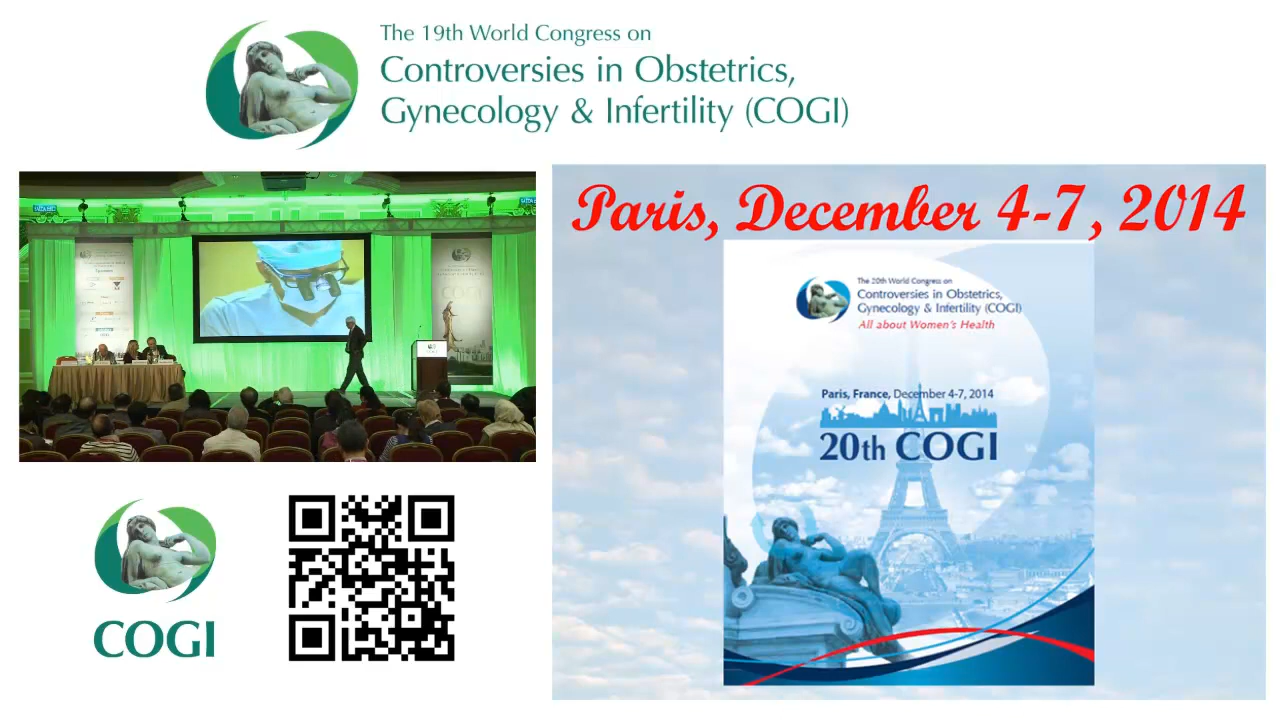 The 19th World Congress on
Controversies in Obstetrics,
Gynecology & Infertility (COGI)
COGI
COGI
COGI
Paris, December 4-7, 2014
The 20th World Congress on
Controversies in Obstetrics,
Gynecology & Infertility (COGI)
All about Women's Health
Paris, France, December 4-7, 2014
20th COGI